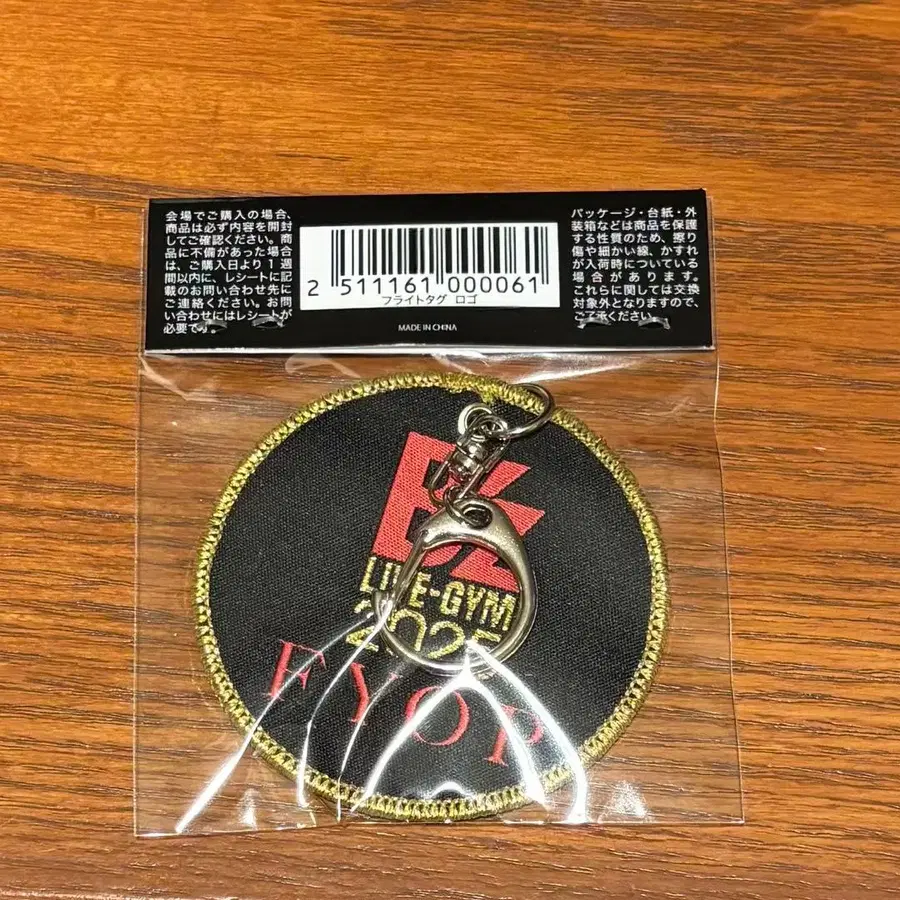 会場でご購入の場合、
商品は必ず内容を開封
してご確認ください。商
品に不備があった場合
は、ご購入日より1週
間以内に、レシートに記
載のお問い合わせ先に
ご連絡ください。お問
い合わせにはレシートが
必要です。
2 511161 000061
フライトタグ ロゴ
MADE IN CHINA
パッケージ・台紙・外
装箱などは商品を保護
する性質のため、擦り
傷や細かい線、かすれ
が入荷時についている
場合があります。
これらに関しては交換
対象外となりますので、
ご了承ください。
B'z
LIVE-GYM
2025
FYOP